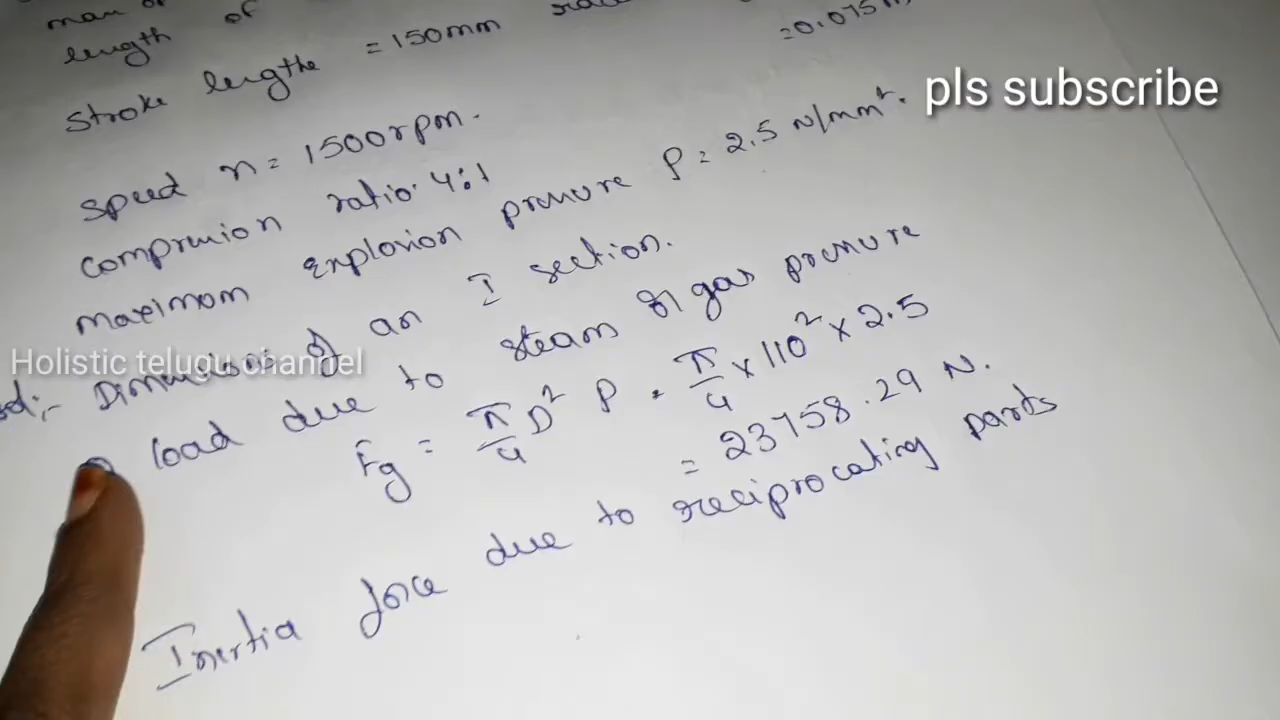 length of
stroke lengthe = 150mm
= 0.075
pls subscribe
speed n = 1500rpm.
compression ratio: 4:1
maximom explosion pressure P = 2.5 N/mm².
Holistic telugu channel
Dimensions of an I section.
load due to steam or gas pressure
Fg = π/4 D² P = π/4 x 110² x 2.5
= 23758.29 N.
Inertia force due to reciprocating parts